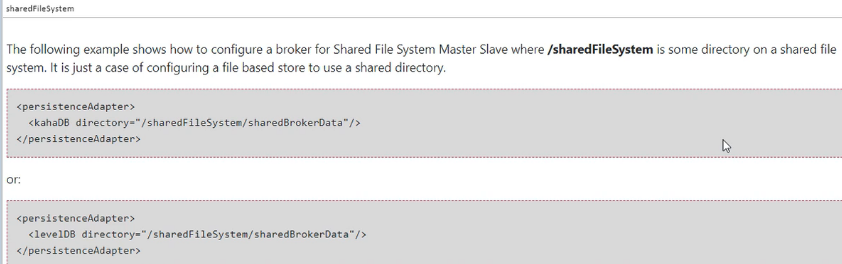 sharedFileSystem
The following example shows how to configure a broker for Shared File System Master Slave where /sharedFileSystem is some directory on a shared file
system. It is just a case of configuring a file based store to use a shared directory.
<persistenceAdapter>
<kahaDB directory="/sharedFileSystem/sharedBrokerData"/>
</persistenceAdapter>
or:
<persistenceAdapter>
<levelDB directory="/sharedFileSystem/sharedBrokerData"/>
</persistenceAdapter>